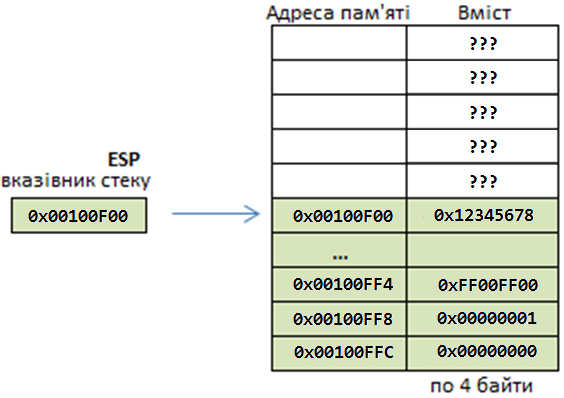 Адреса пам'яті Вміст
???
???
???
???
ESP
вказівник стеку
???
0x00100F00
0x00100F00 0x12345678
...
0x00100FF4 0xFF00FF00
0x00100FF8 0x00000001
0x00100FFC 0x00000000
по 4 байти